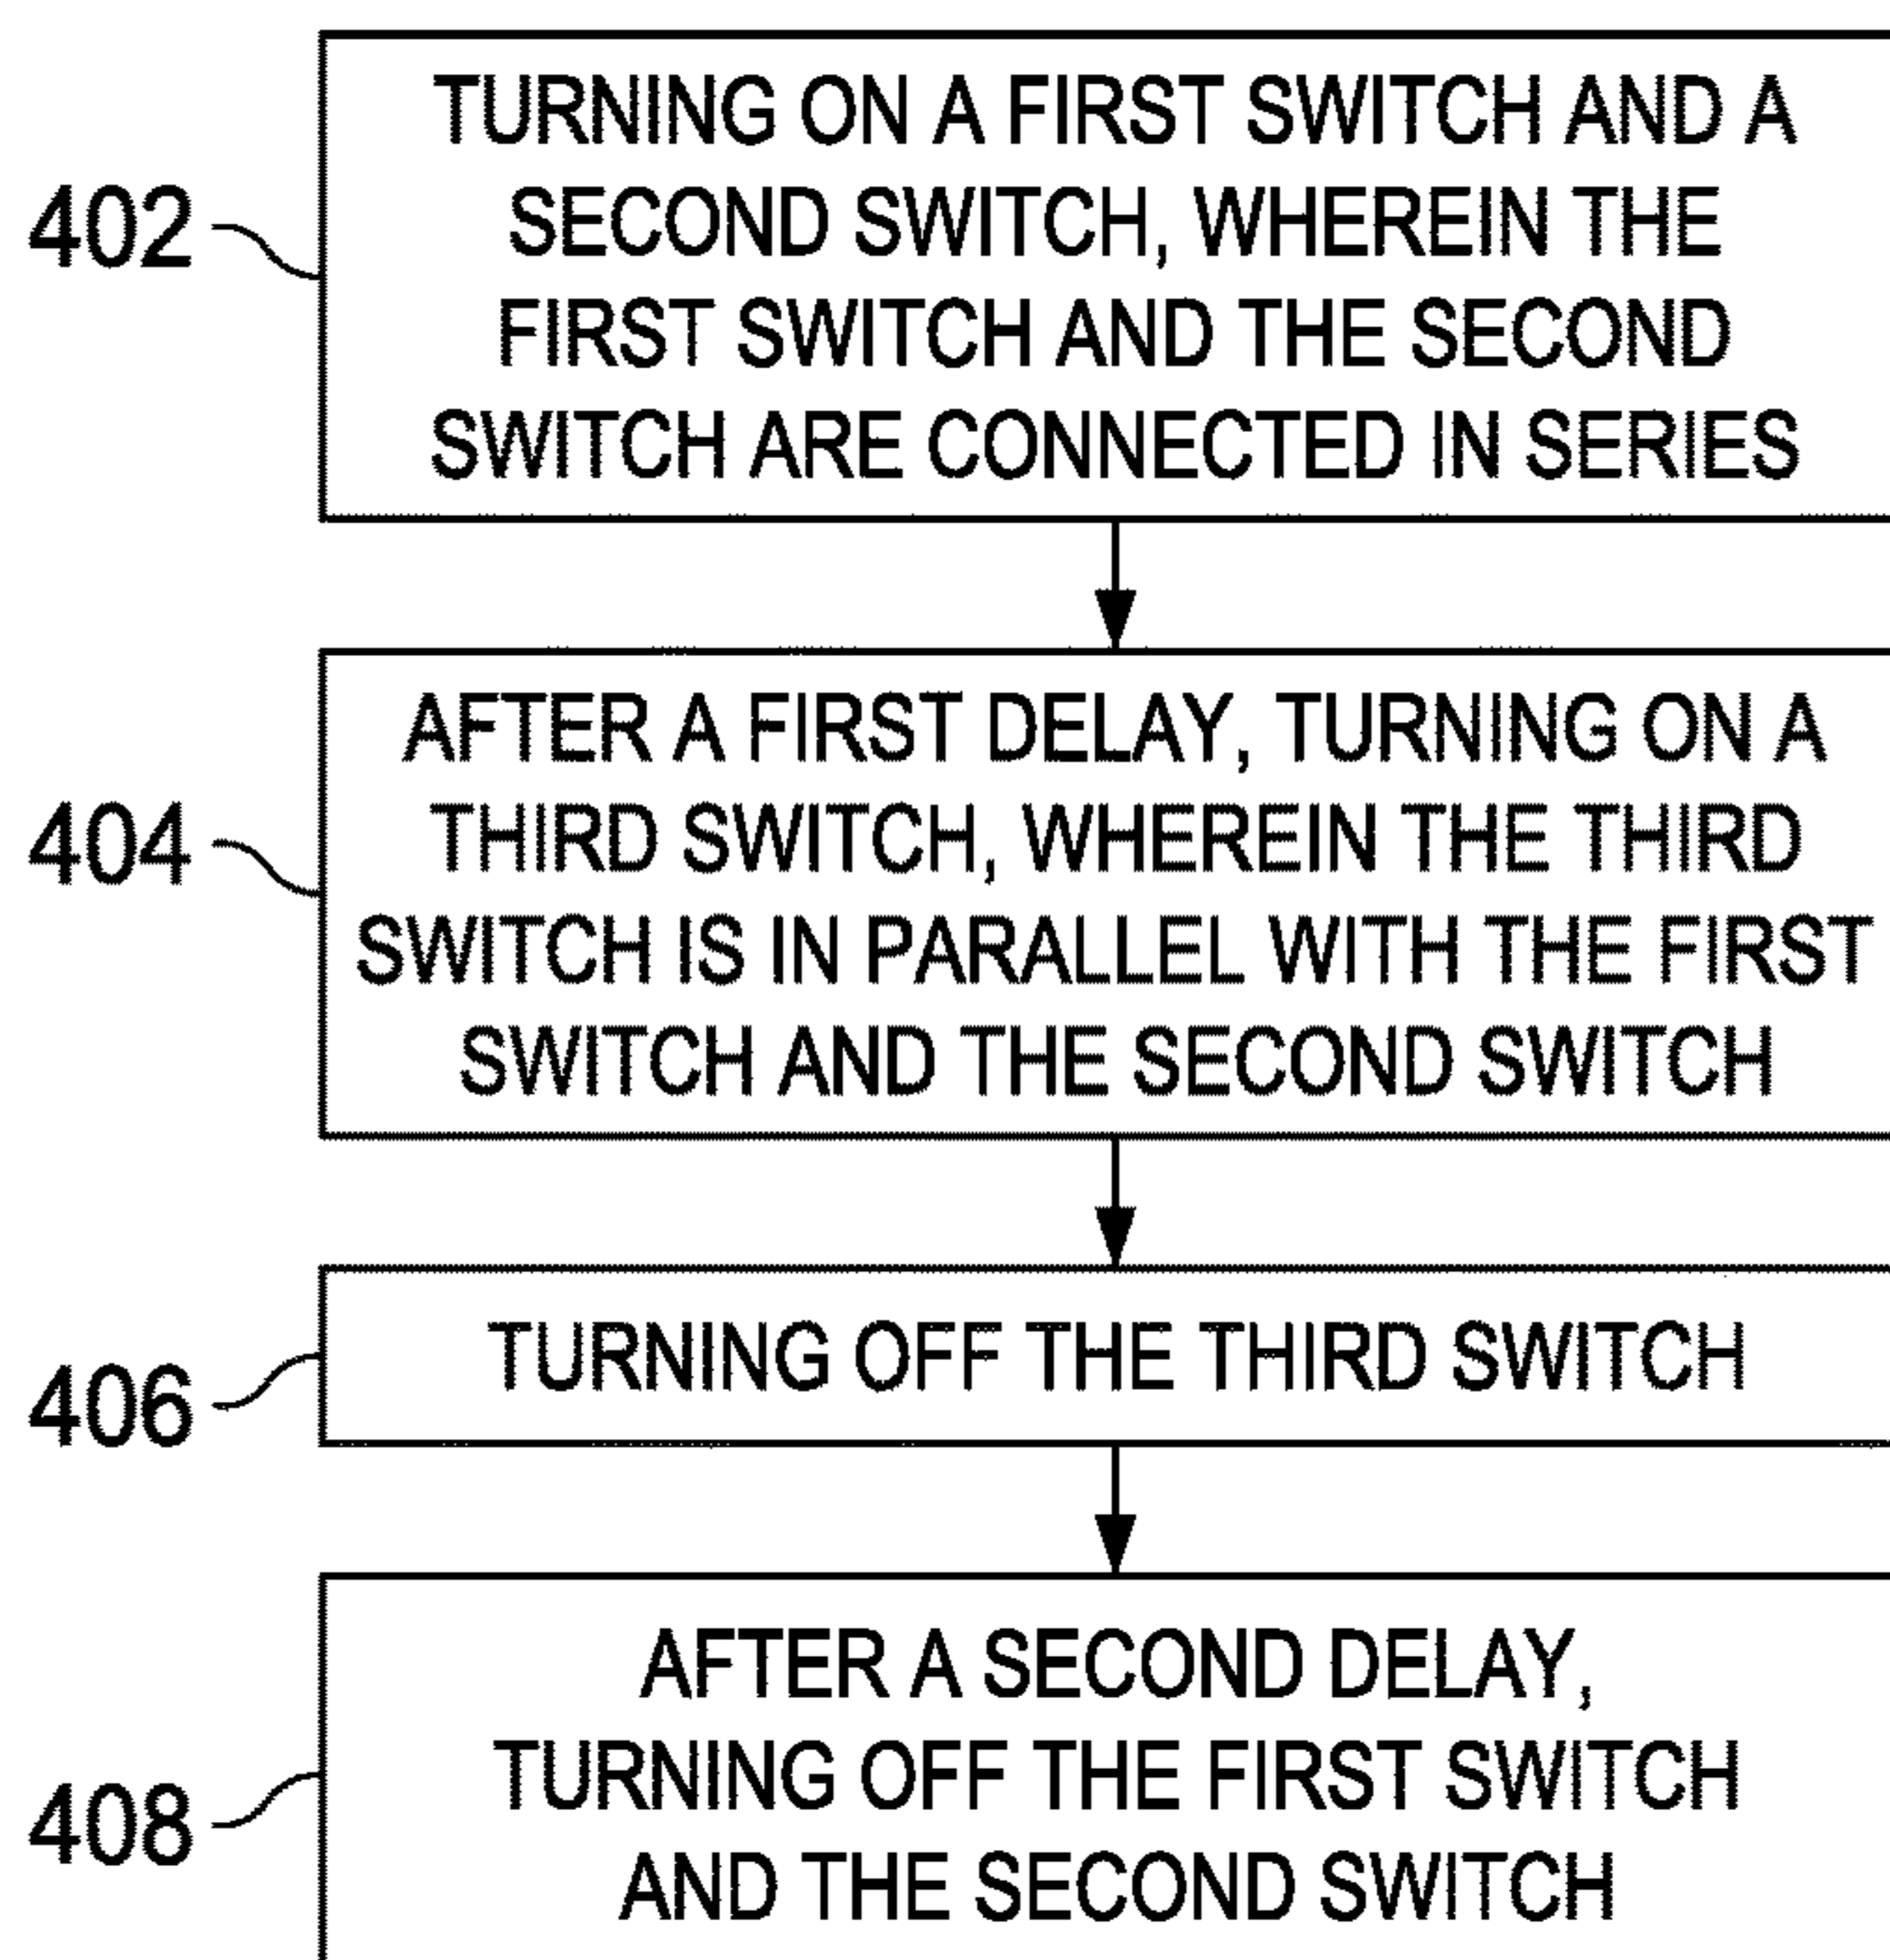 402
TURNING ON A FIRST SWITCH AND A
SECOND SWITCH, WHEREIN THE
FIRST SWITCH AND THE SECOND
SWITCH ARE CONNECTED IN SERIES
404
AFTER A FIRST DELAY, TURNING ON A
THIRD SWITCH, WHEREIN THE THIRD
SWITCH IS IN PARALLEL WITH THE FIRST
SWITCH AND THE SECOND SWITCH
406
TURNING OFF THE THIRD SWITCH
408
AFTER A SECOND DELAY,
TURNING OFF THE FIRST SWITCH
AND THE SECOND SWITCH